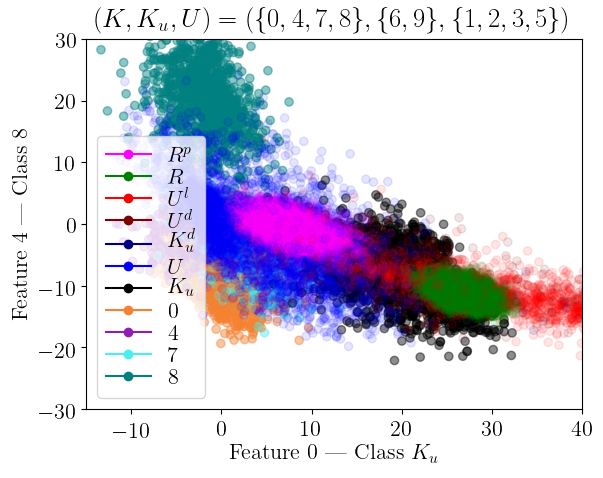 (K, K_u, U) = ({0, 4, 7, 8}, {6, 9}, {1, 2, 3, 5})
30
20
10
0
−10
−20
−30
Feature 4 — Class 8
R^p
R
U^l
U^d
K_u^d
U
K_u
0
4
7
8
−10 0 10 20 30 40
Feature 0 — Class K_u